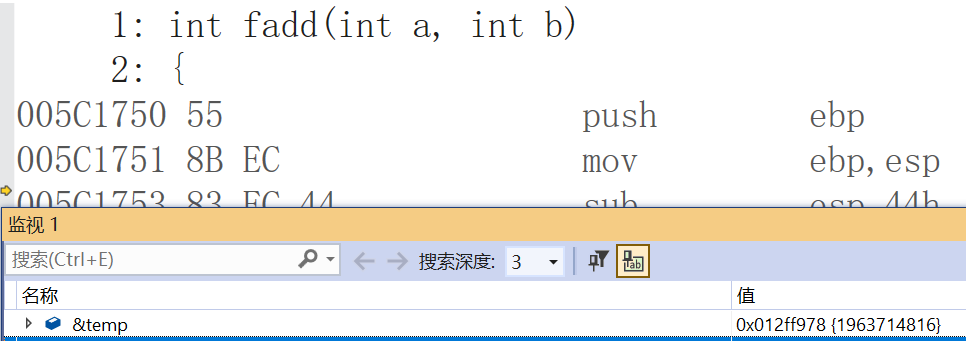 1: int fadd(int a, int b)
2: {
005C1750 55 push ebp
005C1751 8B EC mov ebp,esp
005C1753 83 EC 44 sub esp,44h
监视 1
搜索(Ctrl+E) 搜索深度: 3
名称 值
&temp 0x012ff978 {1963714816}